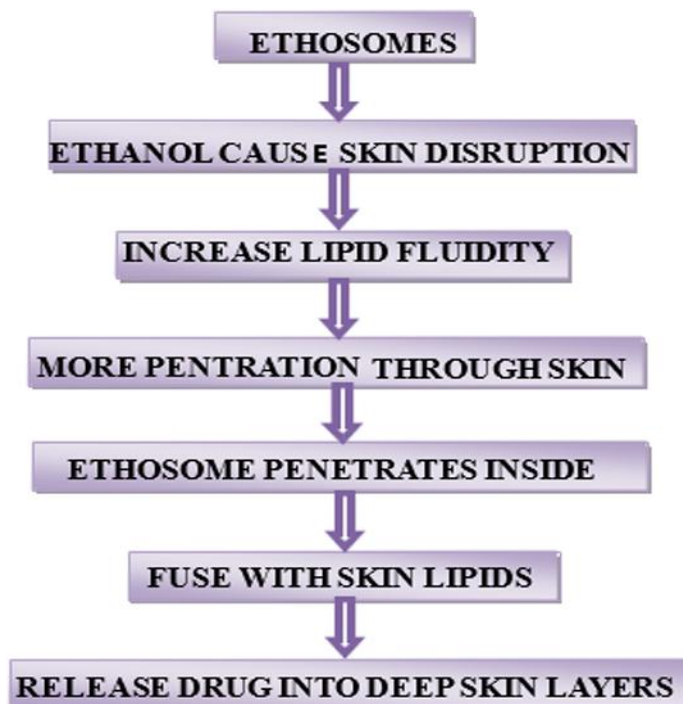 ETHOSOMES
ETHANOL CAUSE SKIN DISRUPTION
INCREASE LIPID FLUIDITY
MORE PENTRATION THROUGH SKIN
ETHOSOME PENETRATES INSIDE
FUSE WITH SKIN LIPIDS
RELEASE DRUG INTO DEEP SKIN LAYERS